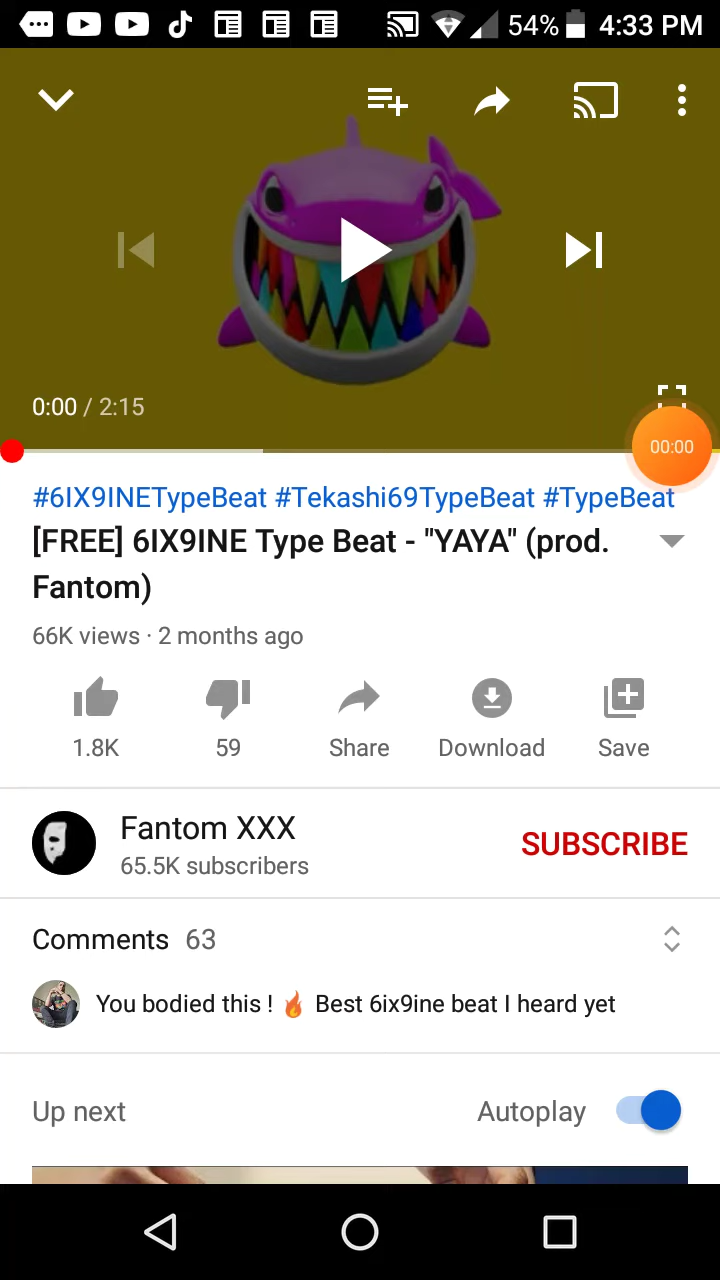 54% 4:33 PM
0:00 / 2:15
00:00
#6IX9INETypeBeat #Tekashi69TypeBeat #TypeBeat
[FREE] 6IX9INE Type Beat - "YAYA" (prod.
Fantom)
66K views · 2 months ago
1.8K 59 Share Download Save
Fantom XXX
SUBSCRIBE
65.5K subscribers
Comments 63
You bodied this ! 🔥 Best 6ix9ine beat I heard yet
Up next Autoplay